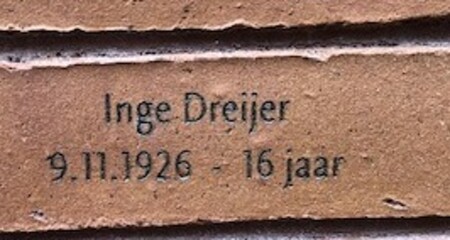 Inge Dreijer
9.11.1926 - 16 jaar